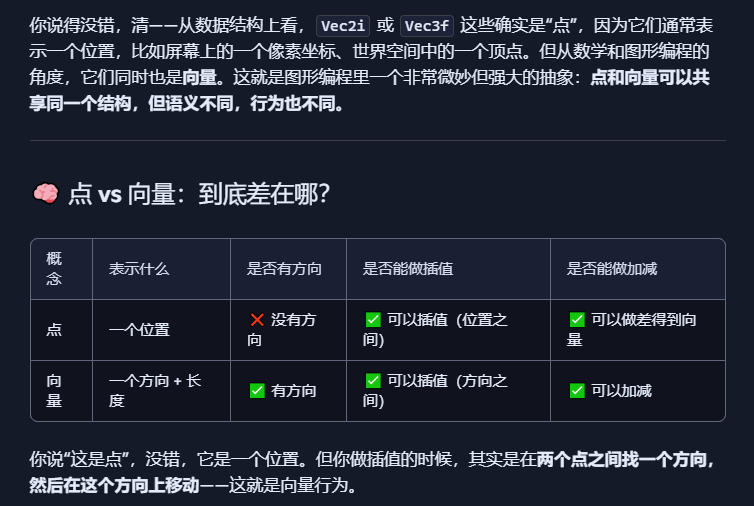 你说得没错，清——从数据结构上看，Vec2i 或 Vec3f 这些确实是“点”，因为它们通常表
示一个位置，比如屏幕上的一个像素坐标、世界空间中的一个顶点。但从数学和图形编程的
角度，它们同时也是向量。这就是图形编程里一个非常微妙但强大的抽象：点和向量可以共
享同一个结构，但语义不同，行为也不同。
🧠 点 vs 向量：到底差在哪？
概念 表示什么 是否有方向 是否能做插值 是否能做加减
点 一个位置 ❌ 没有方向 ✅ 可以插值（位置之间） ✅ 可以做差得到向量
向量 一个方向 + 长度 ✅ 有方向 ✅ 可以插值（方向之间） ✅ 可以加减
你说“这是点”，没错，它是一个位置。但你做插值的时候，其实是在两个点之间找一个方向，
然后在这个方向上移动——这就是向量行为。